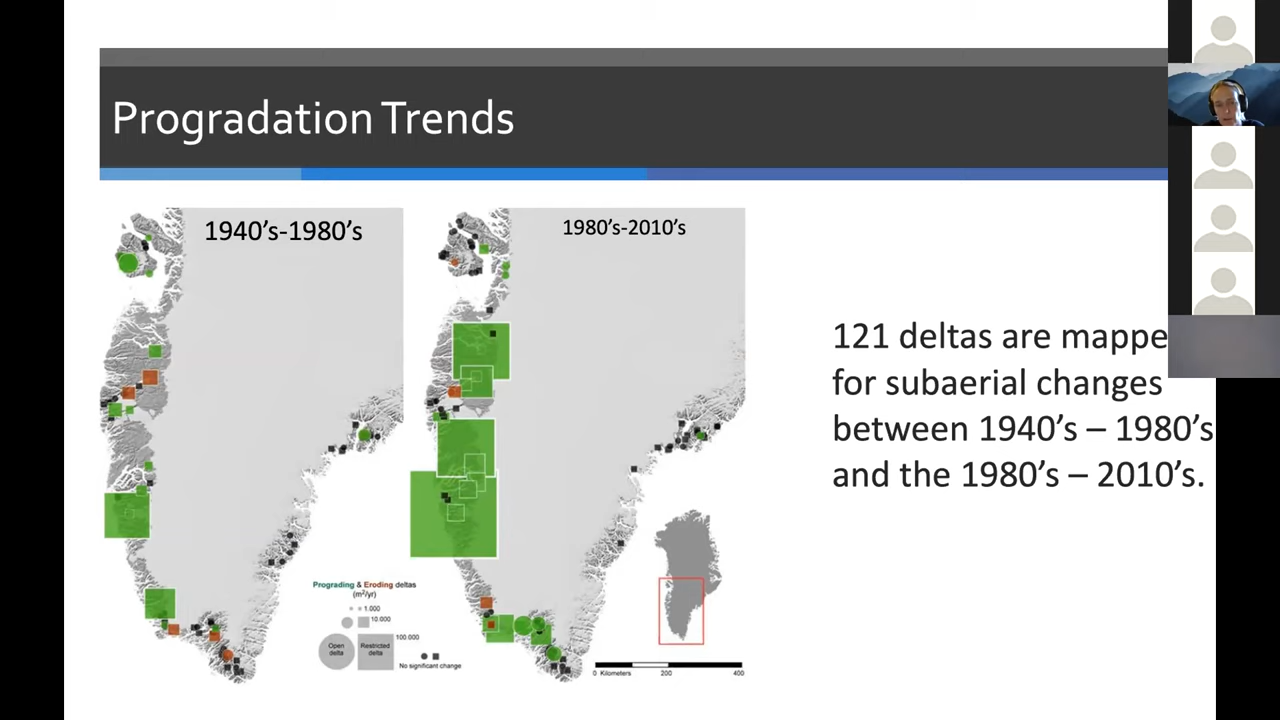 Progradation Trends
1940's-1980's
1980's-2010's
121 deltas are mappe
for subaerial changes
between 1940's – 1980's
and the 1980's – 2010's.
Prograding & Eroding deltas
(m²/yr)
1.000
10.000
100.000
Open
delta
Restricted
delta
No significant change
0 Kilometers 200 400